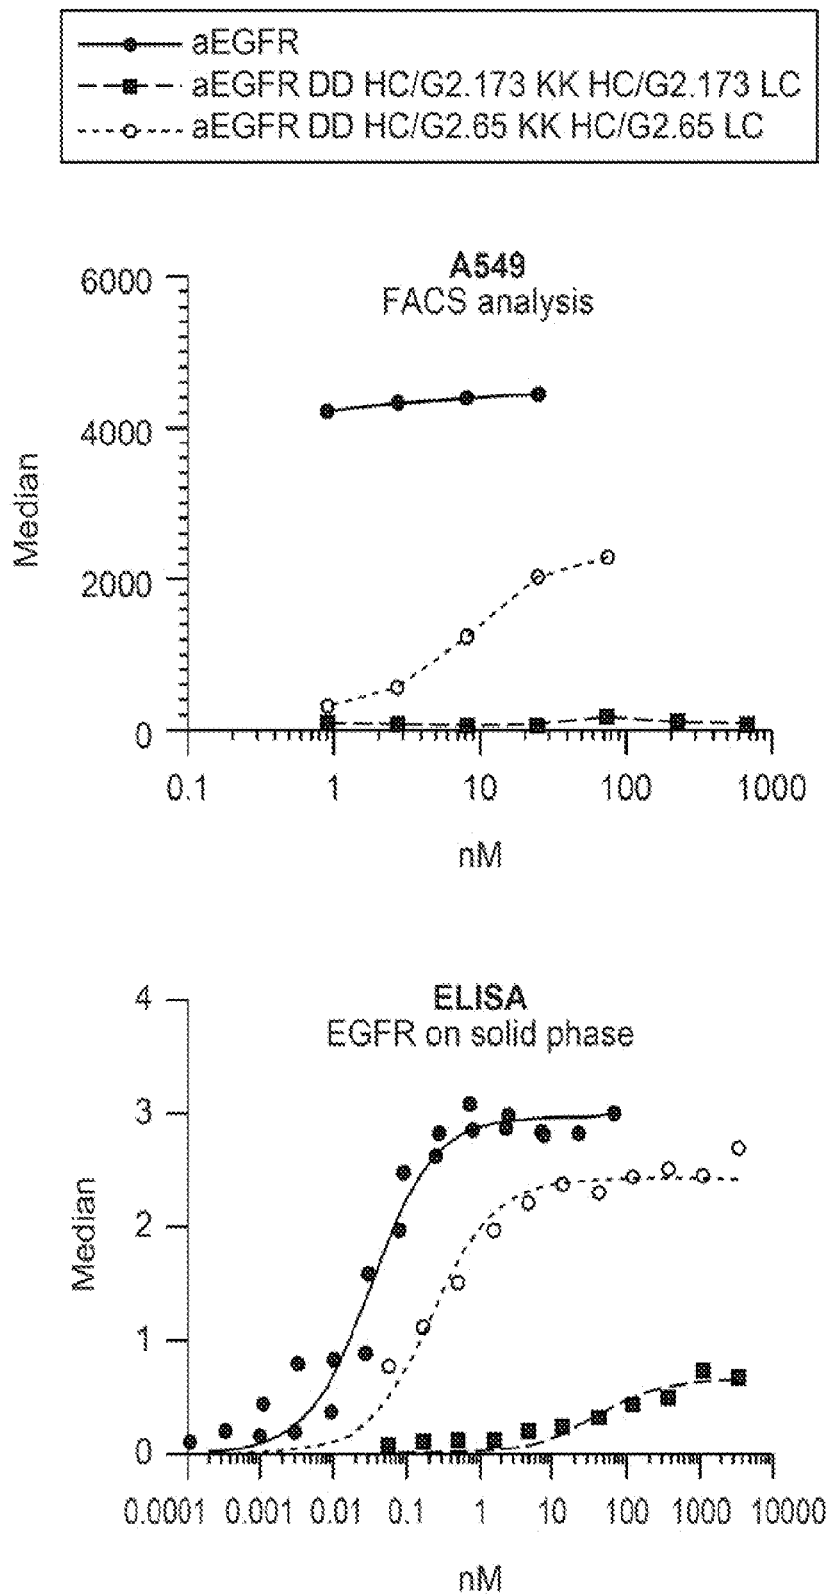 aEGFR
aEGFR DD HC/G2.173 KK HC/G2.173 LC
aEGFR DD HC/G2.65 KK HC/G2.65 LC
A549
FACS analysis
6000
4000
2000
0
Median
0.1 1 10 100 1000
nM
ELISA
EGFR on solid phase
4
3
2
1
0
Median
0.0001 0.001 0.01 0.1 1 10 100 1000 10000
nM